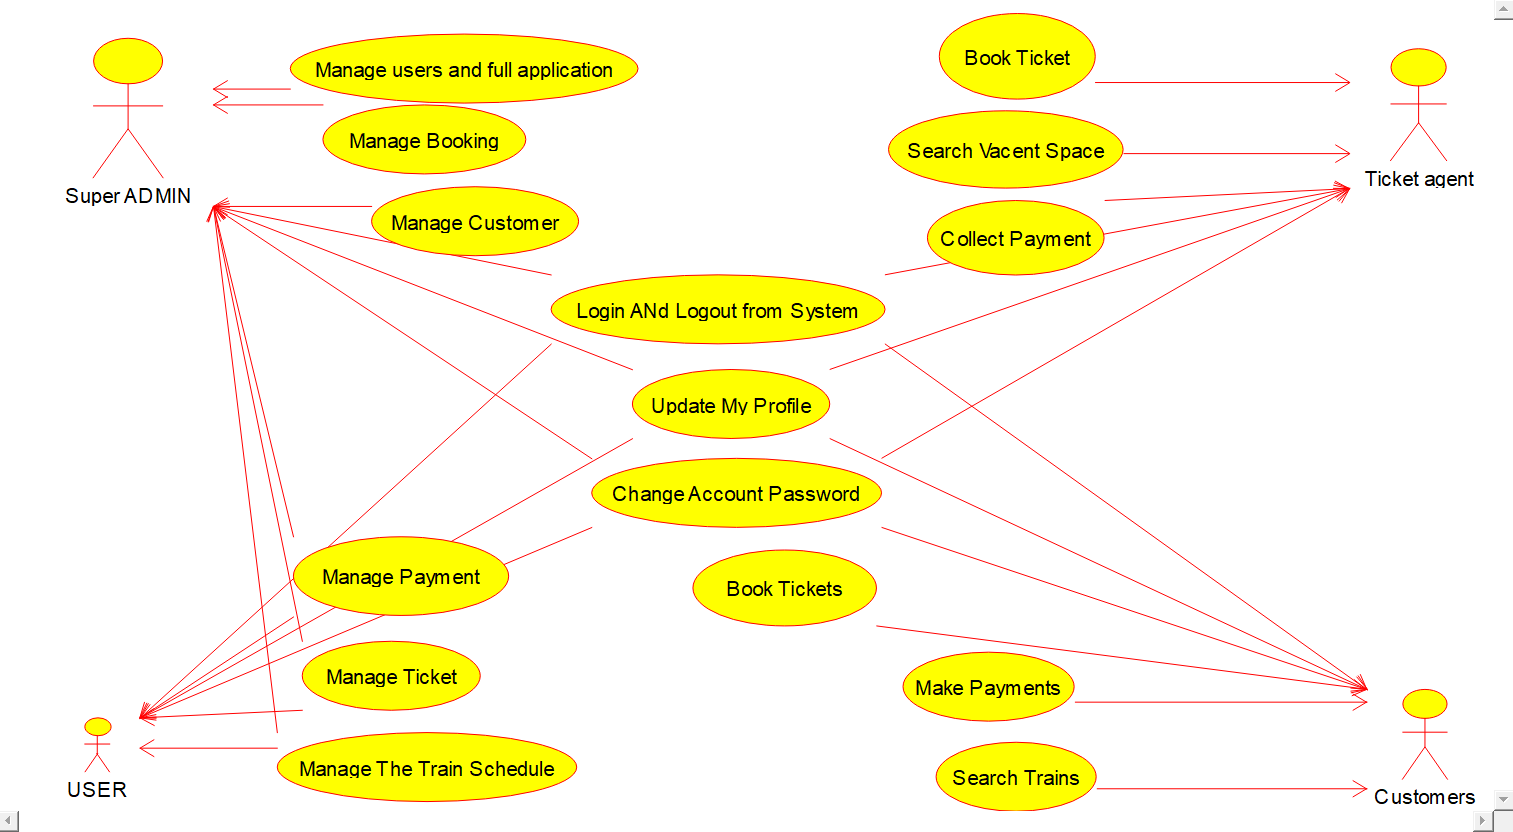 Manage users and full application
Book Ticket
Manage Booking
Search Vacent Space
Super ADMIN
Ticket agent
Manage Customer
Collect Payment
Login ANd Logout from System
Update My Profile
Change Account Password
Manage Payment
Book Tickets
Manage Ticket
Make Payments
Manage The Train Schedule
Search Trains
USER
Customers